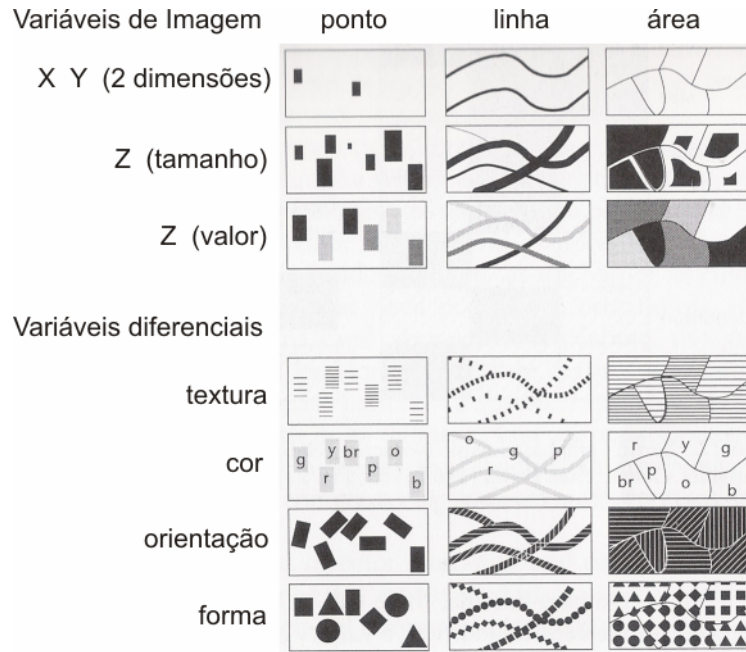 Variáveis de Imagem ponto linha área
X Y (2 dimensões)
Z (tamanho)
Z (valor)
Variáveis diferenciais
textura
cor g y br r p o b o g p r r y g br p o b
orientação
forma